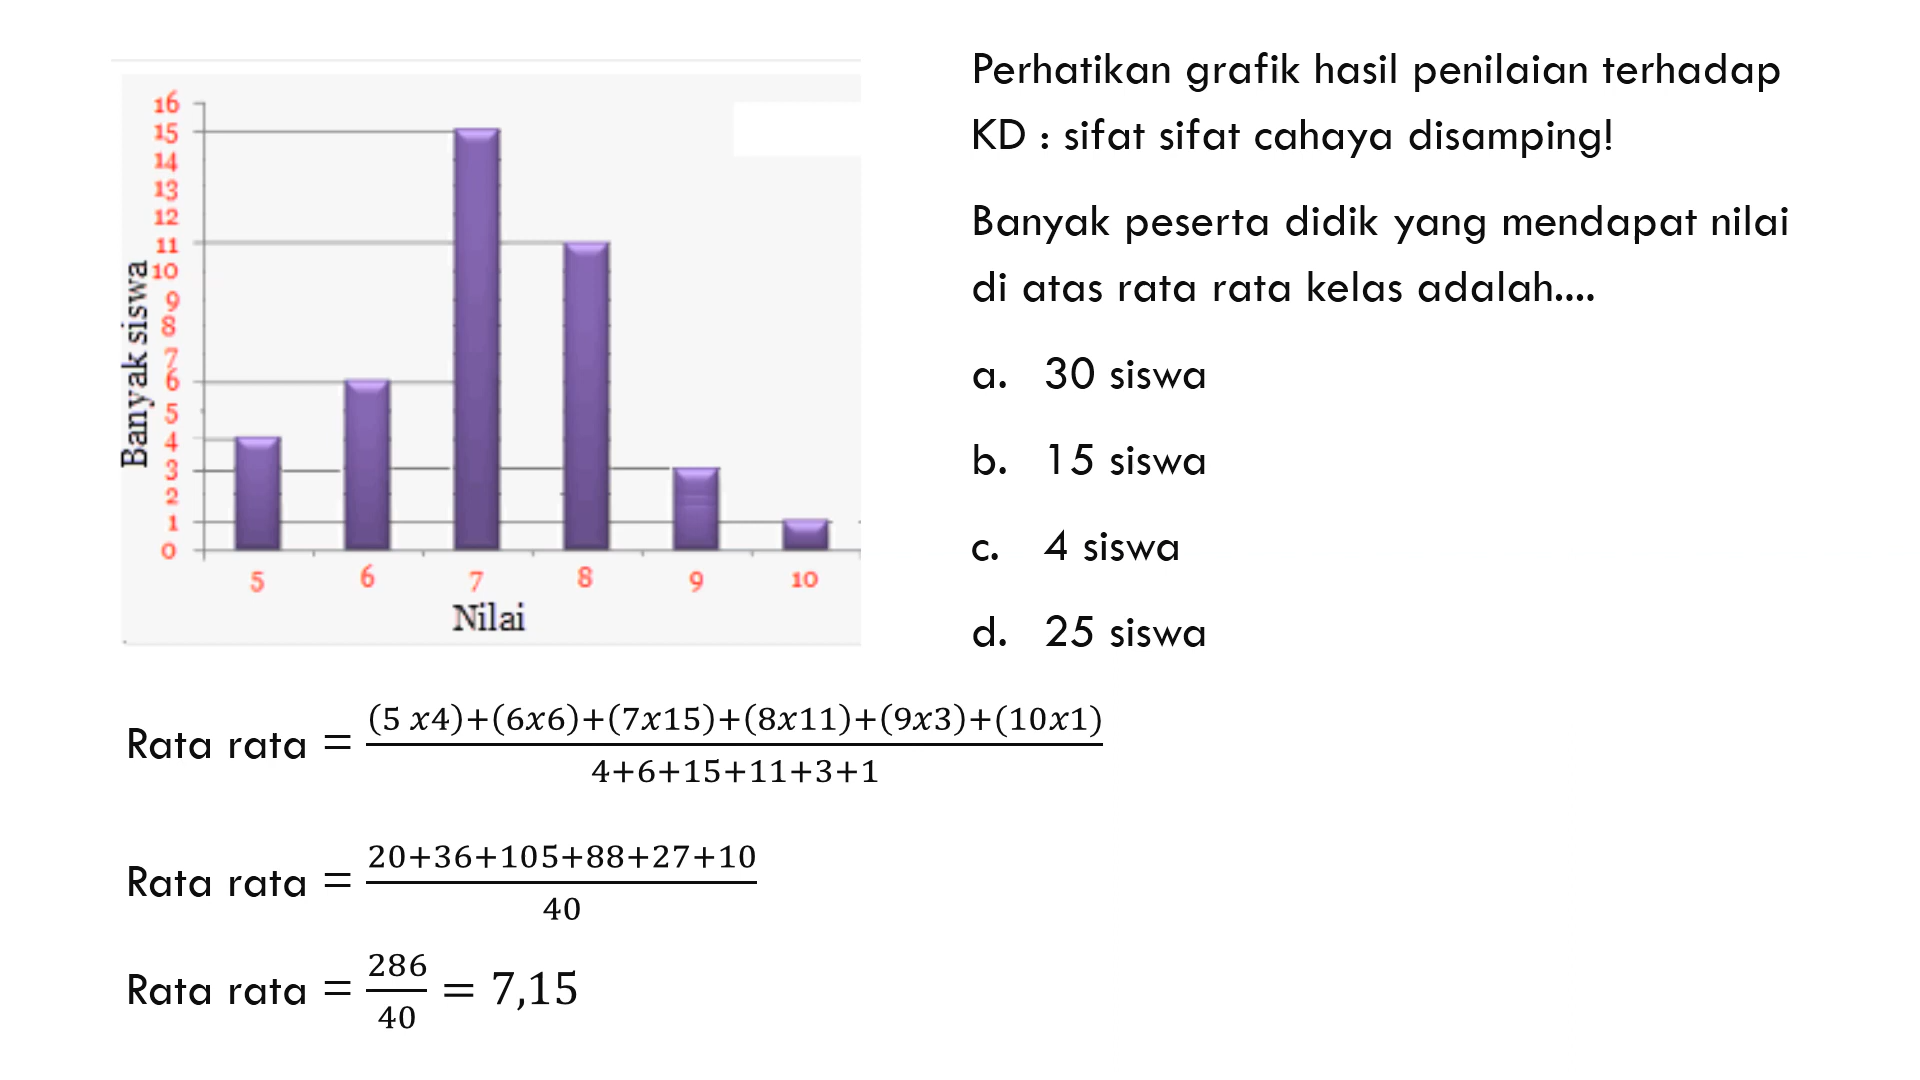 16
15
14
13
12
11
10
9
8
7
6
5
4
3
2
1
0
Banyak siswa
5 6 7 8 9 10
Nilai
Perhatikan grafik hasil penilaian terhadap
KD : sifat sifat cahaya disamping!
Banyak peserta didik yang mendapat nilai
di atas rata rata kelas adalah....
a. 30 siswa
b. 15 siswa
c. 4 siswa
d. 25 siswa
Rata rata = (5 x4)+(6x6)+(7x15)+(8x11)+(9x3)+(10x1)
4+6+15+11+3+1
Rata rata = 20+36+105+88+27+10
40
Rata rata = 286
40 = 7,15